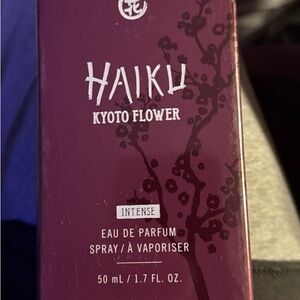 HAIKU
KYOTO FLOWER
INTENSE
EAU DE PARFUM
SPRAY / À VAPORISER
50 mL / 1.7 FL. OZ.